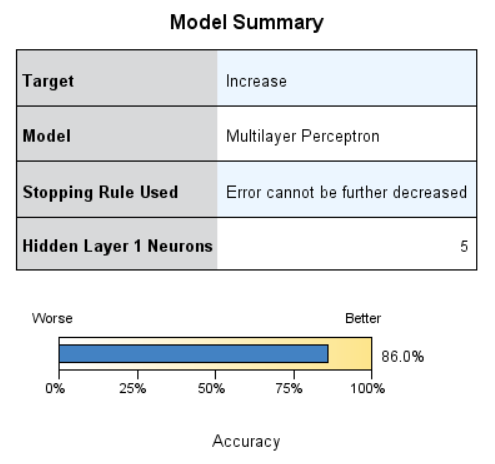 Model Summary
Target Increase
Model Multilayer Perceptron
Stopping Rule Used Error cannot be further decreased
Hidden Layer 1 Neurons 5
Worse Better
86.0%
0% 25% 50% 75% 100%
Accuracy